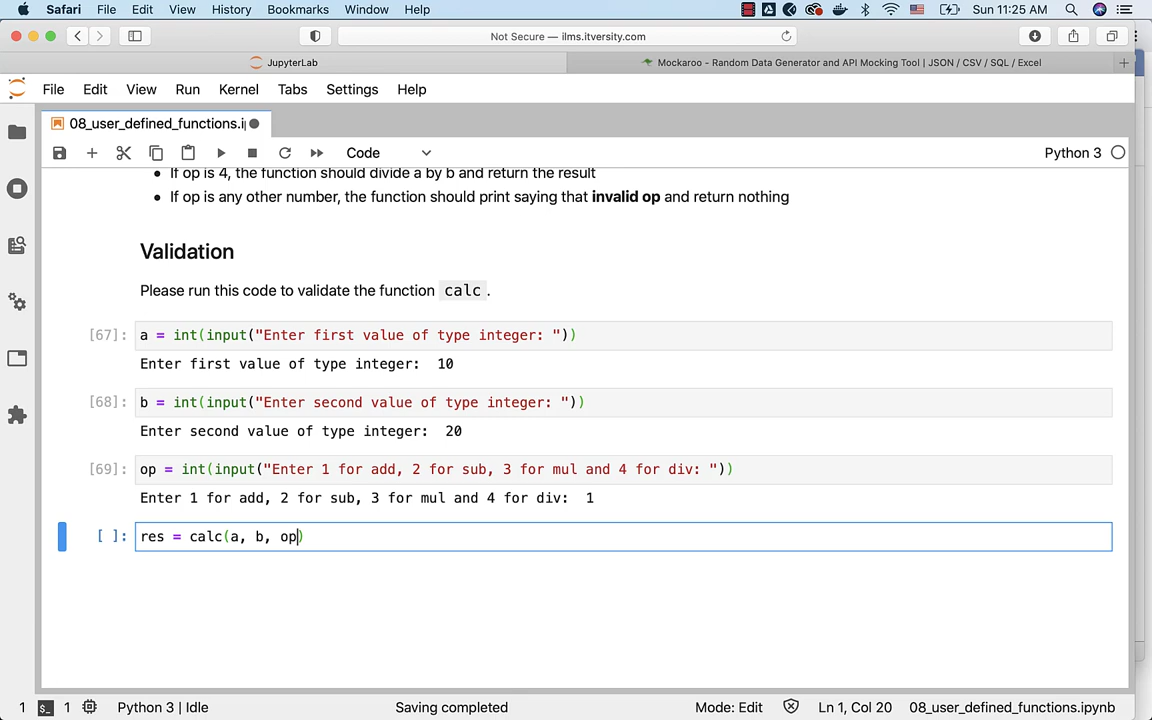 Safari File Edit View History Bookmarks Window Help Sun 11:25 AM
Not Secure — ilms.itversity.com
JupyterLab Mockaroo - Random Data Generator and API Mocking Tool | JSON / CSV / SQL / Excel
File Edit View Run Kernel Tabs Settings Help
08_user_defined_functions.i
Code Python 3
• If op is 4, the function should divide a by b and return the result
• If op is any other number, the function should print saying that invalid op and return nothing
Validation
Please run this code to validate the function calc.
[67]: a = int(input("Enter first value of type integer: "))
Enter first value of type integer: 10
[68]: b = int(input("Enter second value of type integer: "))
Enter second value of type integer: 20
[69]: op = int(input("Enter 1 for add, 2 for sub, 3 for mul and 4 for div: "))
Enter 1 for add, 2 for sub, 3 for mul and 4 for div: 1
[ ]: res = calc(a, b, op)
1 $_ 1 Python 3 | Idle Saving completed Mode: Edit Ln 1, Col 20 08_user_defined_functions.ipynb